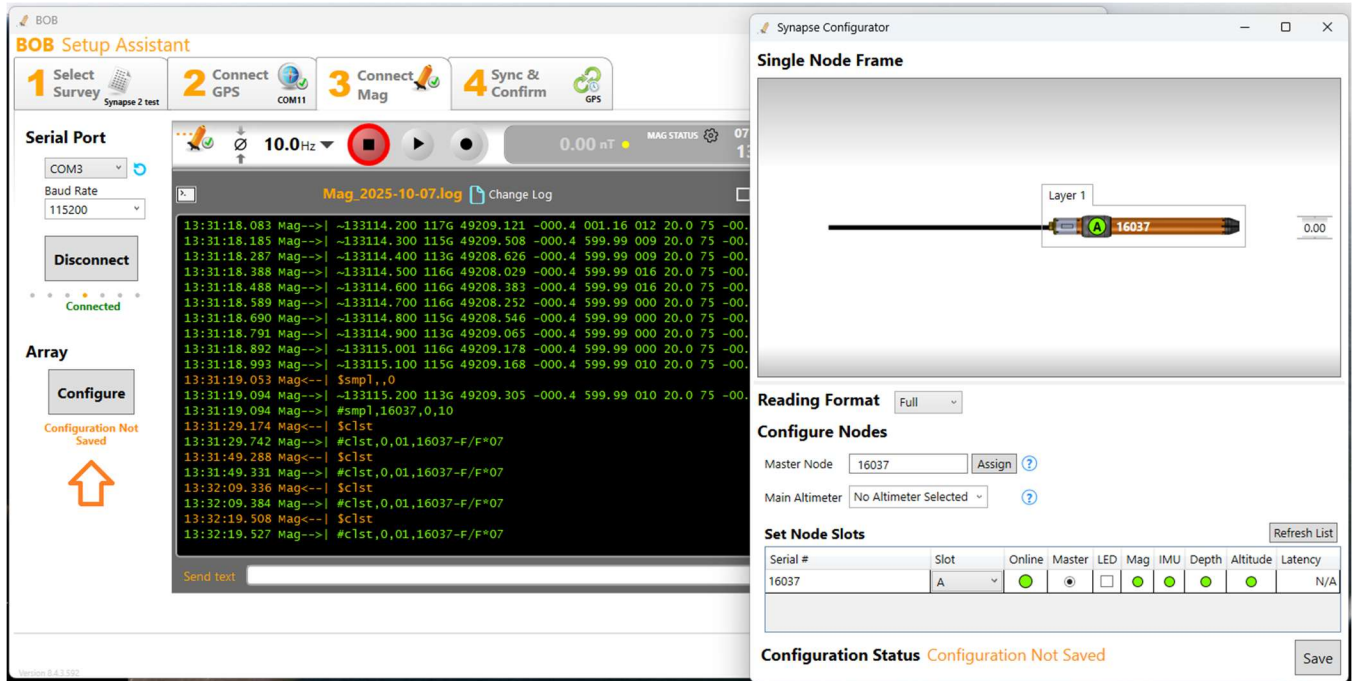 BOB
BOB Setup Assistant
1 Select Survey Synapse 2 test
2 Connect GPS COM11
3 Connect Mag
4 Sync & Confirm GPS
Serial Port
COM3
Baud Rate
115200
Disconnect
Connected
Array
Configure
Configuration Not
Saved
10.0Hz
0.00 nT
MAG STATUS
07
1
Mag_2025-10-07.log Change Log
13:31:18.083 Mag-->| ~133114.200 117G 49209.121 -000.4 001.16 012 20.0 75 -00.
13:31:18.185 Mag-->| ~133114.300 115G 49209.508 -000.4 599.99 009 20.0 75 -00.
13:31:18.287 Mag-->| ~133114.400 113G 49208.626 -000.4 599.99 009 20.0 75 -00.
13:31:18.388 Mag-->| ~133114.500 116G 49208.029 -000.4 599.99 016 20.0 75 -00.
13:31:18.488 Mag-->| ~133114.600 116G 49208.383 -000.4 599.99 016 20.0 75 -00.
13:31:18.589 Mag-->| ~133114.700 116G 49208.252 -000.4 599.99 000 20.0 75 -00.
13:31:18.690 Mag-->| ~133114.800 115G 49208.546 -000.4 599.99 000 20.0 75 -00.
13:31:18.791 Mag-->| ~133114.900 113G 49209.065 -000.4 599.99 000 20.0 75 -00.
13:31:18.892 Mag-->| ~133115.001 116G 49209.178 -000.4 599.99 000 20.0 75 -00.
13:31:18.993 Mag-->| ~133115.100 115G 49209.168 -000.4 599.99 010 20.0 75 -00.
13:31:19.053 Mag<--| $smpl,,0
13:31:19.094 Mag-->| ~133115.200 113G 49209.305 -000.4 599.99 010 20.0 75 -00.
13:31:19.094 Mag-->| #smpl,16037,0,10
13:31:29.174 Mag<--| $clst
13:31:29.742 Mag-->| #clst,0,01,16037-F/F*07
13:31:49.288 Mag<--| $clst
13:31:49.331 Mag-->| #clst,0,01,16037-F/F*07
13:32:09.336 Mag<--| $clst
13:32:09.384 Mag-->| #clst,0,01,16037-F/F*07
13:32:19.508 Mag<--| $clst
13:32:19.527 Mag-->| #clst,0,01,16037-F/F*07
Send text
Version 8.4.3.592
Synapse Configurator
Single Node Frame
Layer 1
A 16037
0.00
Reading Format Full
Configure Nodes
Master Node 16037 Assign ?
Main Altimeter No Altimeter Selected ?
Set Node Slots Refresh List
Serial # Slot Online Master LED Mag IMU Depth Altitude Latency
16037 A N/A
Configuration Status Configuration Not Saved Save